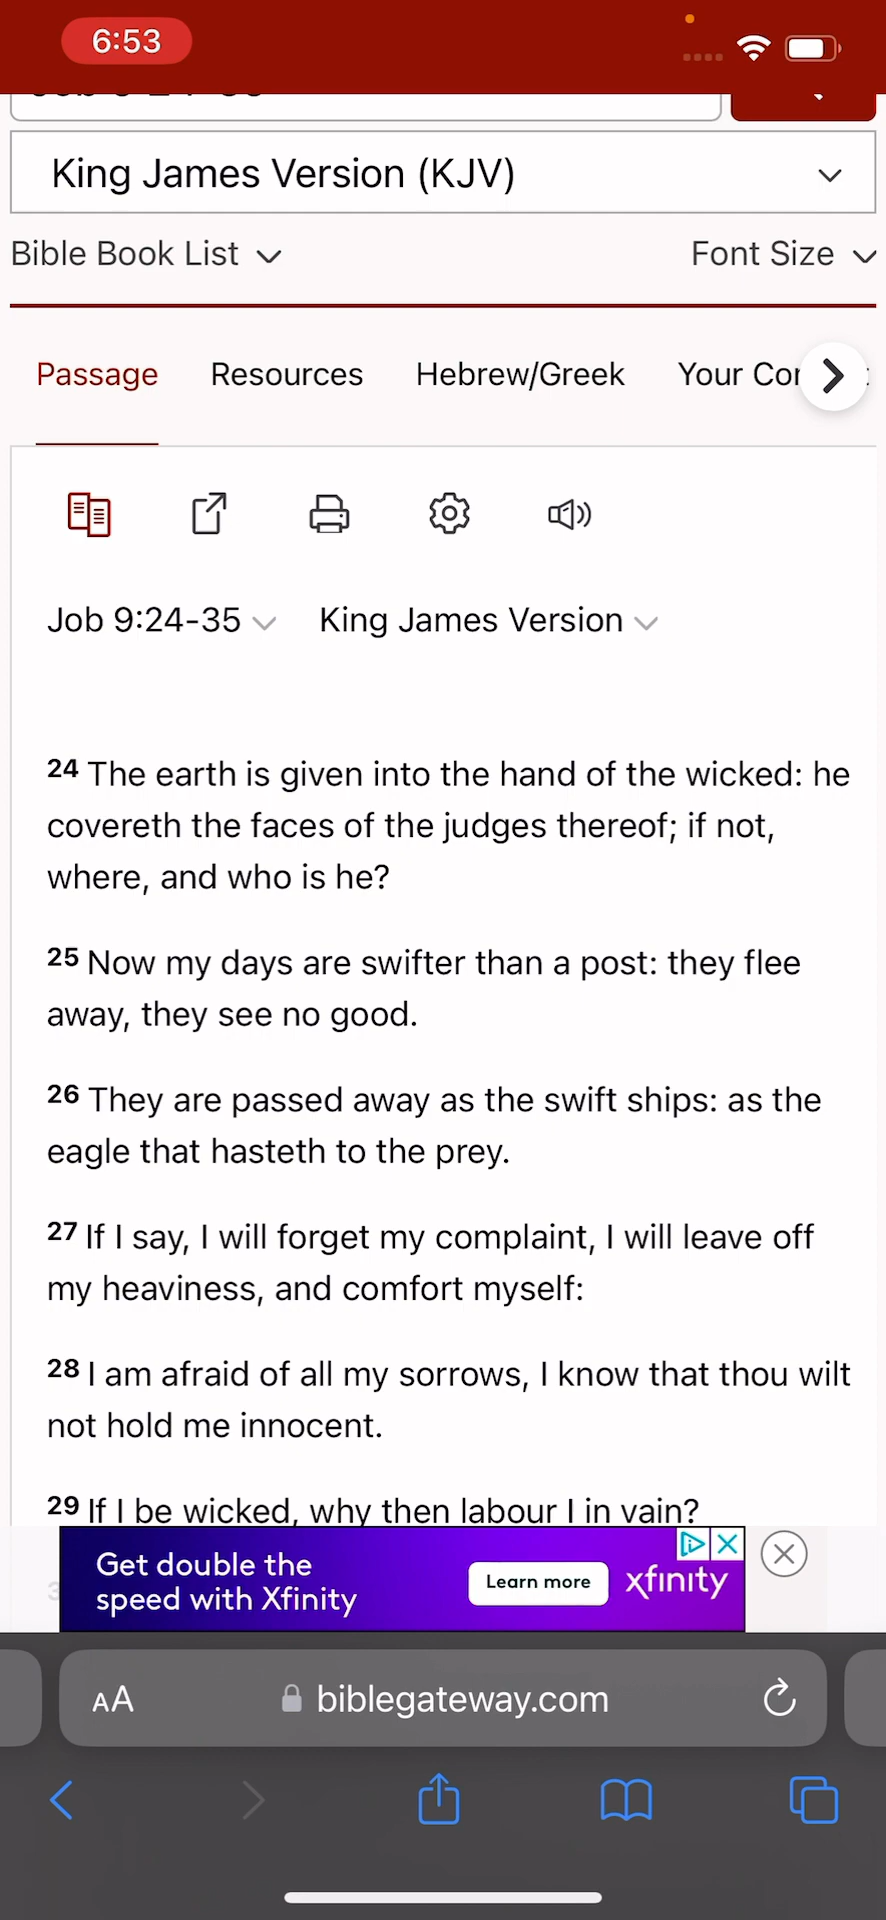 6:53
King James Version (KJV)
Bible Book List
Font Size
Passage
Resources
Hebrew/Greek
Your
Job 9:24-35
King James Version
24 The earth is given into the hand of the wicked: he
covereth the faces of the judges thereof; if not,
where, and who is he?
25 Now my days are swifter than a post: they flee
away, they see no good.
26 They are passed away as the swift ships: as the
eagle that hasteth to the prey.
27 If I say, I will forget my complaint, I will leave off
my heaviness, and comfort myself:
28 I am afraid of all my sorrows, I know that thou wilt
not hold me innocent.
29 If I be wicked, why then labour I in vain?
Get double the
speed with Xfinity
Learn more
xfinity
AA
biblegateway.com